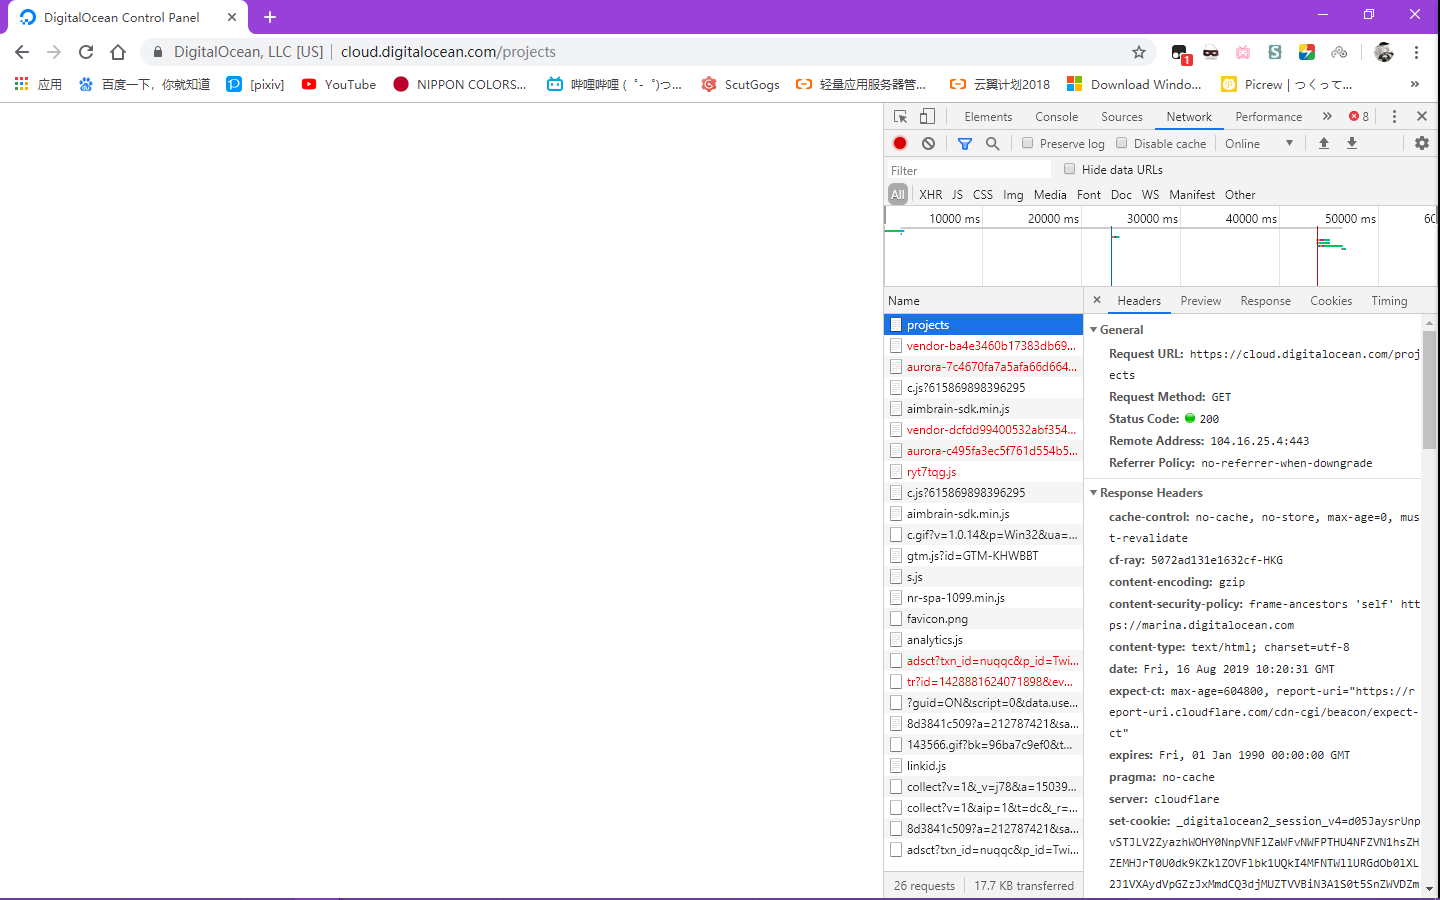 DigitalOcean Control Panel
DigitalOcean, LLC [US] | cloud.digitalocean.com/projects
1
应用 百度一下，你就知道 [pixiv] YouTube NIPPON COLORS... 哔哩哔哩 ( ゜- ゜)つ... ScutGogs 轻量应用服务器管... 云翼计划2018 Download Windo... Picrew | つくって... »
Elements Console Sources Network Performance » 8
Preserve log Disable cache Online
Filter Hide data URLs
All XHR JS CSS Img Media Font Doc WS Manifest Other
10000 ms 20000 ms 30000 ms 40000 ms 50000 ms
Name
projects
vendor-ba4e3460b17383db69...
aurora-7c4670fa7a5afa66d664...
c.js?615869898396295
aimbrain-sdk.min.js
vendor-dcfdd99400532abf354...
aurora-c495fa3ec5f761d554b5...
ryt7tqg.js
c.js?615869898396295
aimbrain-sdk.min.js
c.gif?v=1.0.14&p=Win32&ua=...
gtm.js?id=GTM-KHWBBT
s.js
nr-spa-1099.min.js
favicon.png
analytics.js
adsct?txn_id=nuqqc&p_id=Twi...
tr?id=1428881624071898&ev...
?guid=ON&script=0&data.use...
8d3841c509?a=212787421&sa...
143566.gif?bk=96ba7c9ef0&t...
linkid.js
collect?v=1&_v=j78&a=15039...
collect?v=1&aip=1&t=dc&_r=...
8d3841c509?a=212787421&sa...
adsct?txn_id=nuqqc&p_id=Twi...
26 requests 17.7 KB transferred
Headers Preview Response Cookies Timing
General
Request URL: https://cloud.digitalocean.com/proj
ects
Request Method: GET
Status Code: 200
Remote Address: 104.16.25.4:443
Referrer Policy: no-referrer-when-downgrade
Response Headers
cache-control: no-cache, no-store, max-age=0, mus
t-revalidate
cf-ray: 5072ad131e1632cf-HKG
content-encoding: gzip
content-security-policy: frame-ancestors 'self' htt
ps://marina.digitalocean.com
content-type: text/html; charset=utf-8
date: Fri, 16 Aug 2019 10:20:31 GMT
expect-ct: max-age=604800, report-uri="https://r
eport-uri.cloudflare.com/cdn-cgi/beacon/expect-
ct"
expires: Fri, 01 Jan 1990 00:00:00 GMT
pragma: no-cache
server: cloudflare
set-cookie: _digitalocean2_session_v4=d05JaysrUnp